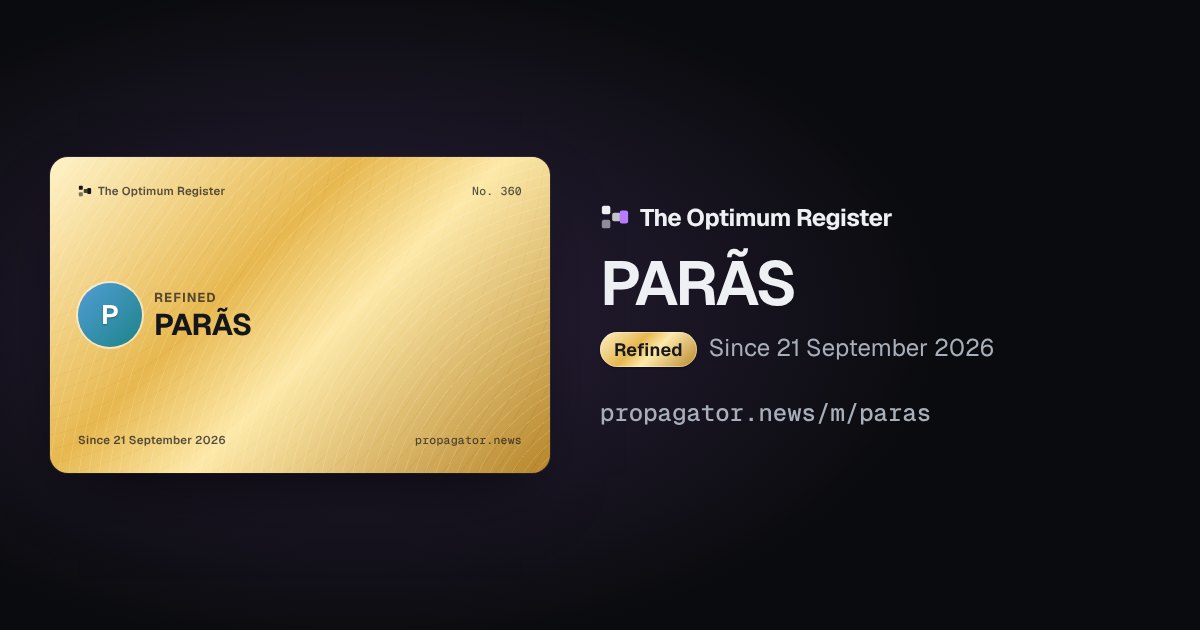 The Optimum Register
No. 360
P
REFINED
PARÃS
Since 21 September 2026
propagator.news
The Optimum Register
PARÃS
Refined
Since 21 September 2026
propagator.news/m/paras